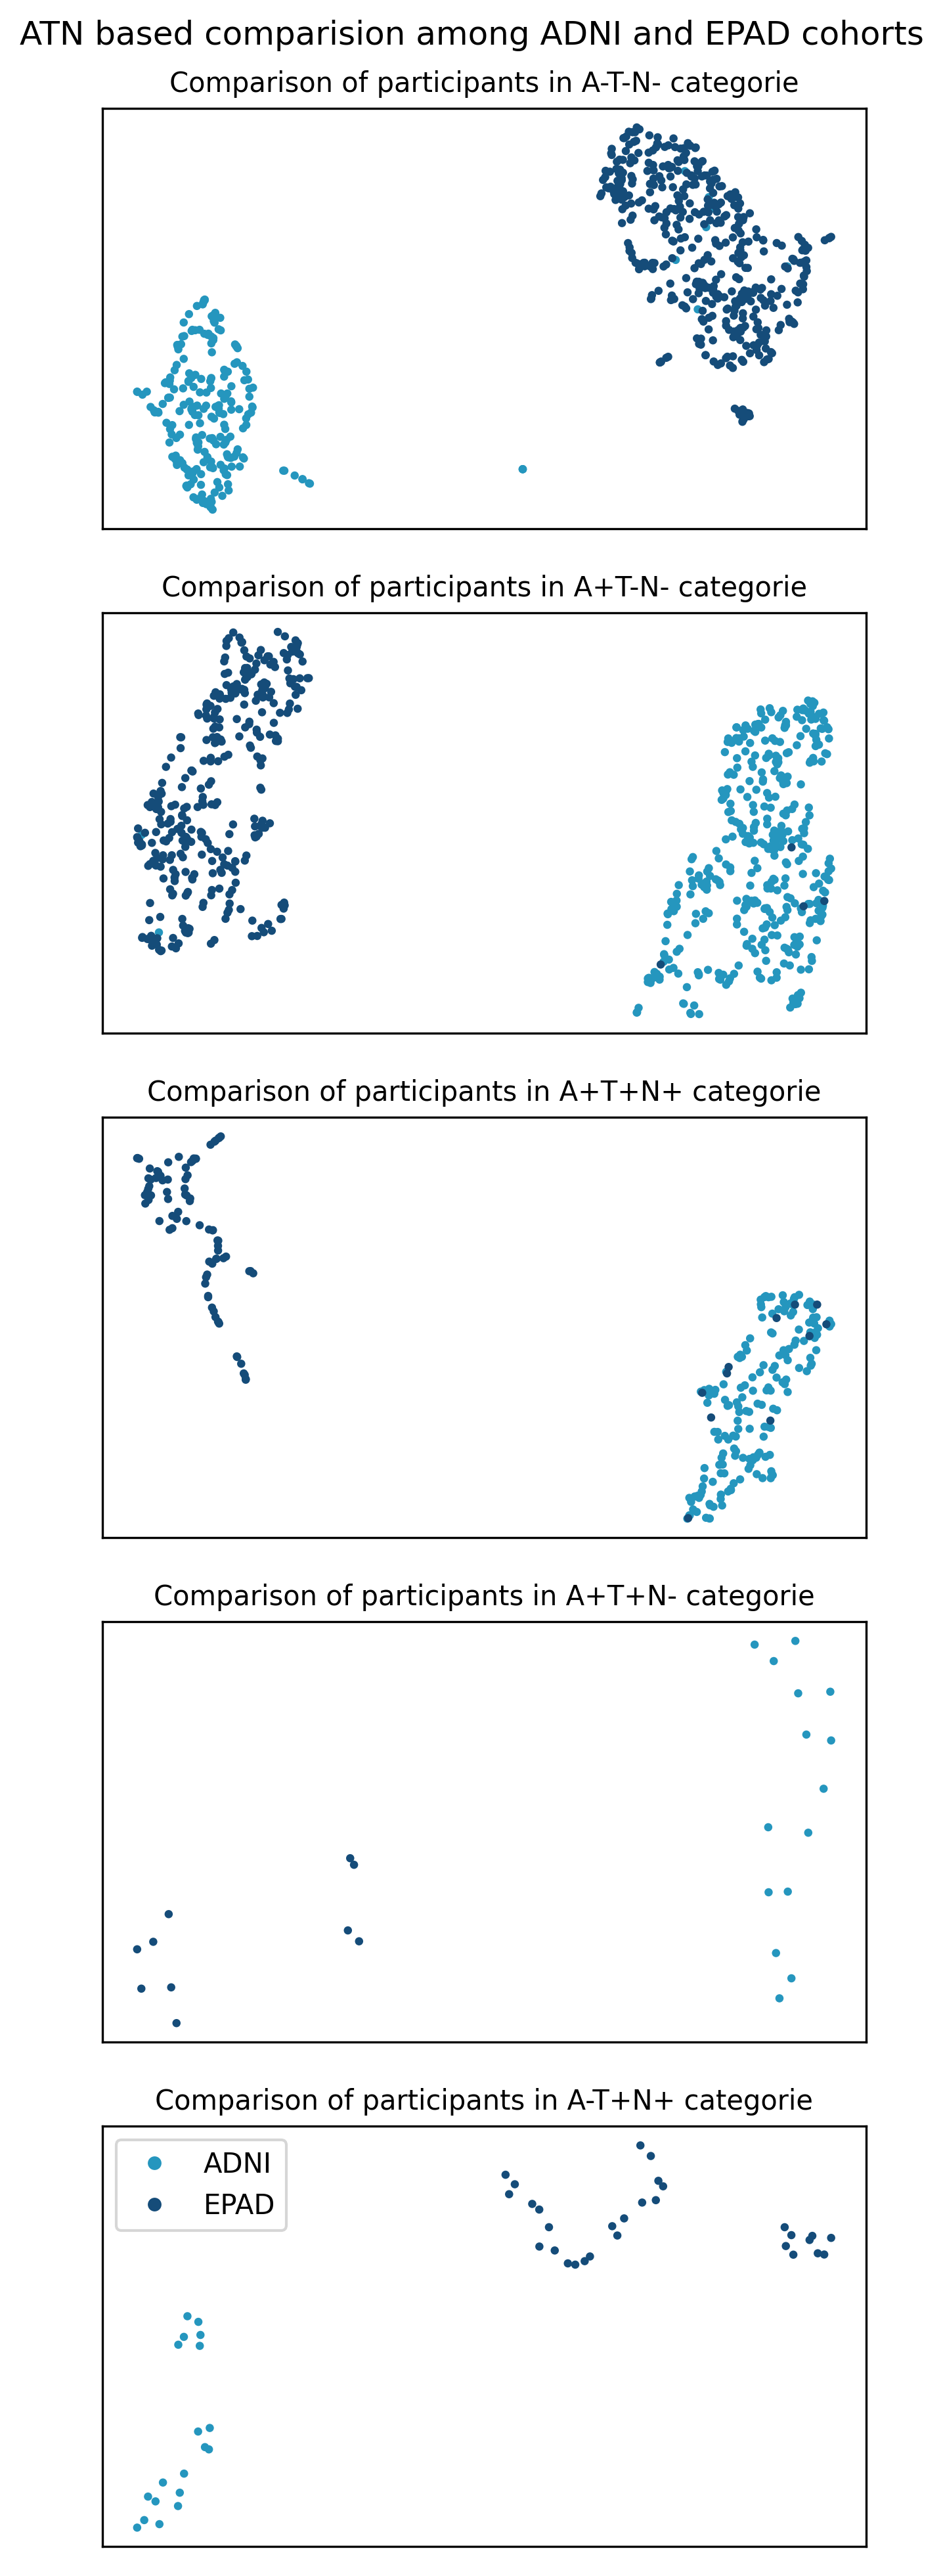 ATN based comparision among ADNI and EPAD cohorts
Comparison of participants in A-T-N- categorie
Comparison of participants in A+T-N- categorie
Comparison of participants in A+T+N+ categorie
Comparison of participants in A+T+N- categorie
Comparison of participants in A-T+N+ categorie
ADNI
EPAD